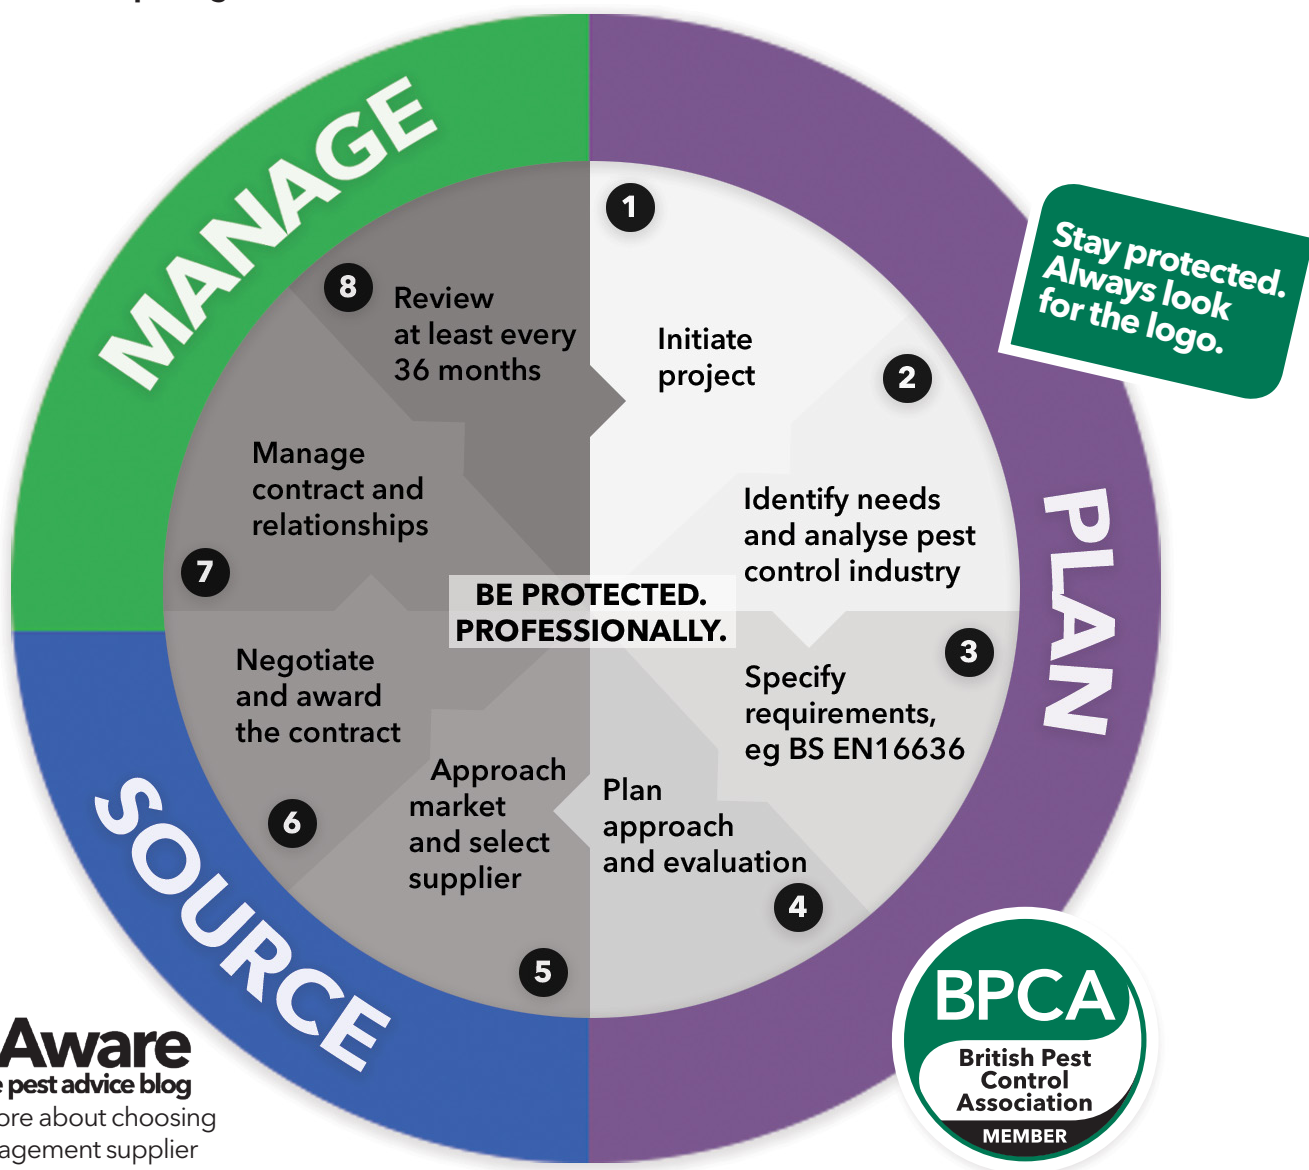 MANAGE
PLAN
SOURCE
Stay protected.
Always look
for the logo.
1
Initiate
project
2
Identify needs
and analyse pest
control industry
3
Specify
requirements,
eg BS EN16636
4
Plan
approach
and evaluation
5
Approach
market
and select
supplier
6
Negotiate
and award
the contract
7
Manage
contract and
relationships
8
Review
at least every
36 months
BE PROTECTED.
PROFESSIONALLY.
BPCA
British Pest
Control
Association
MEMBER
Aware
pest advice blog
about choosing
supplier